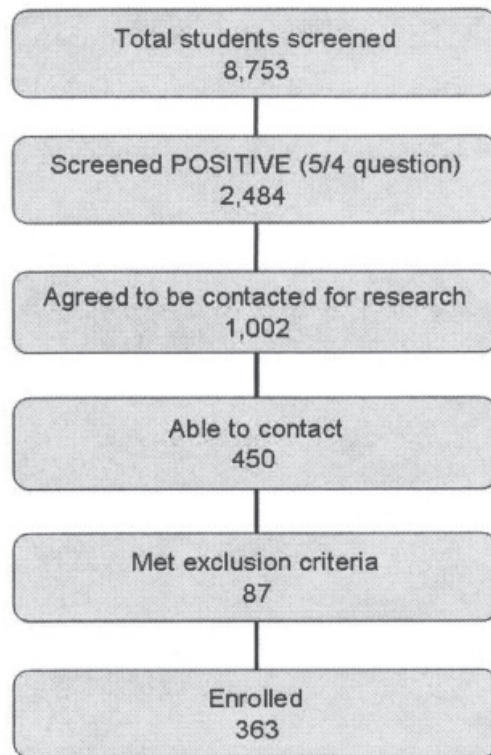 Total students screened
8,753
Screened POSITIVE (5/4 question)
2,484
Agreed to be contacted for research
1,002
Able to contact
450
Met exclusion criteria
87
Enrolled
363